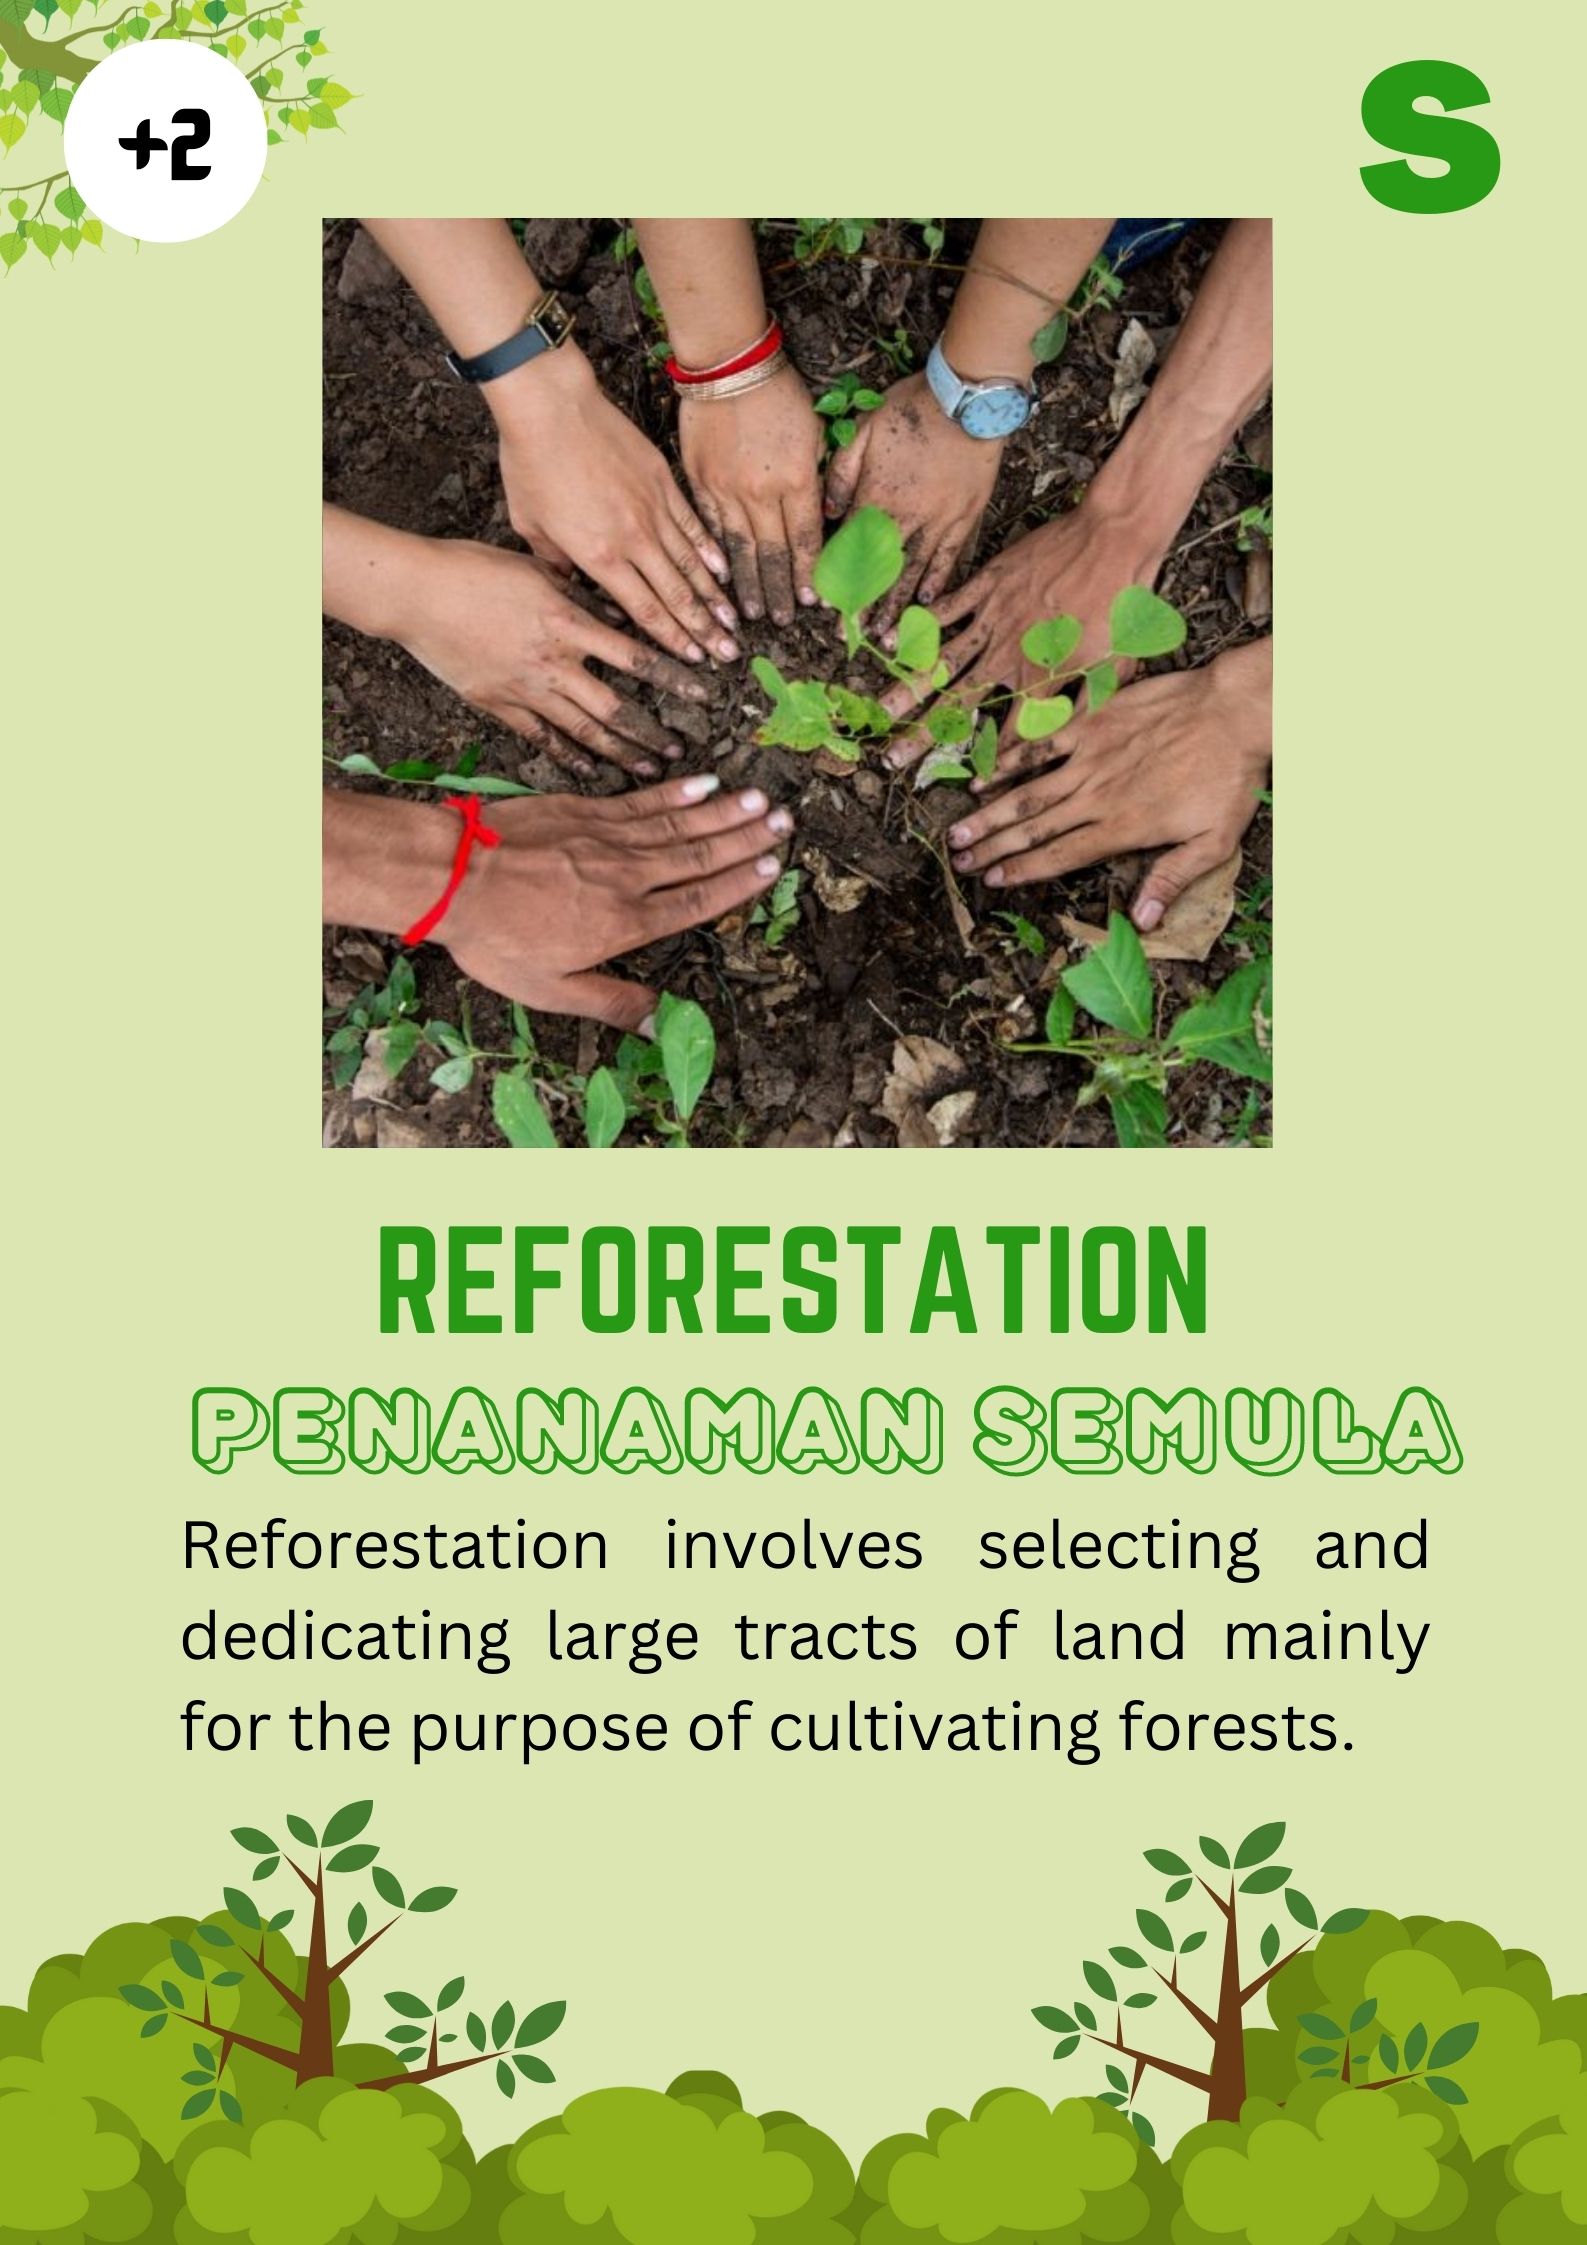 +2
S
REFORESTATION
PENANAMAN SEMULA
Reforestation involves selecting and
dedicating large tracts of land mainly
for the purpose of cultivating forests.